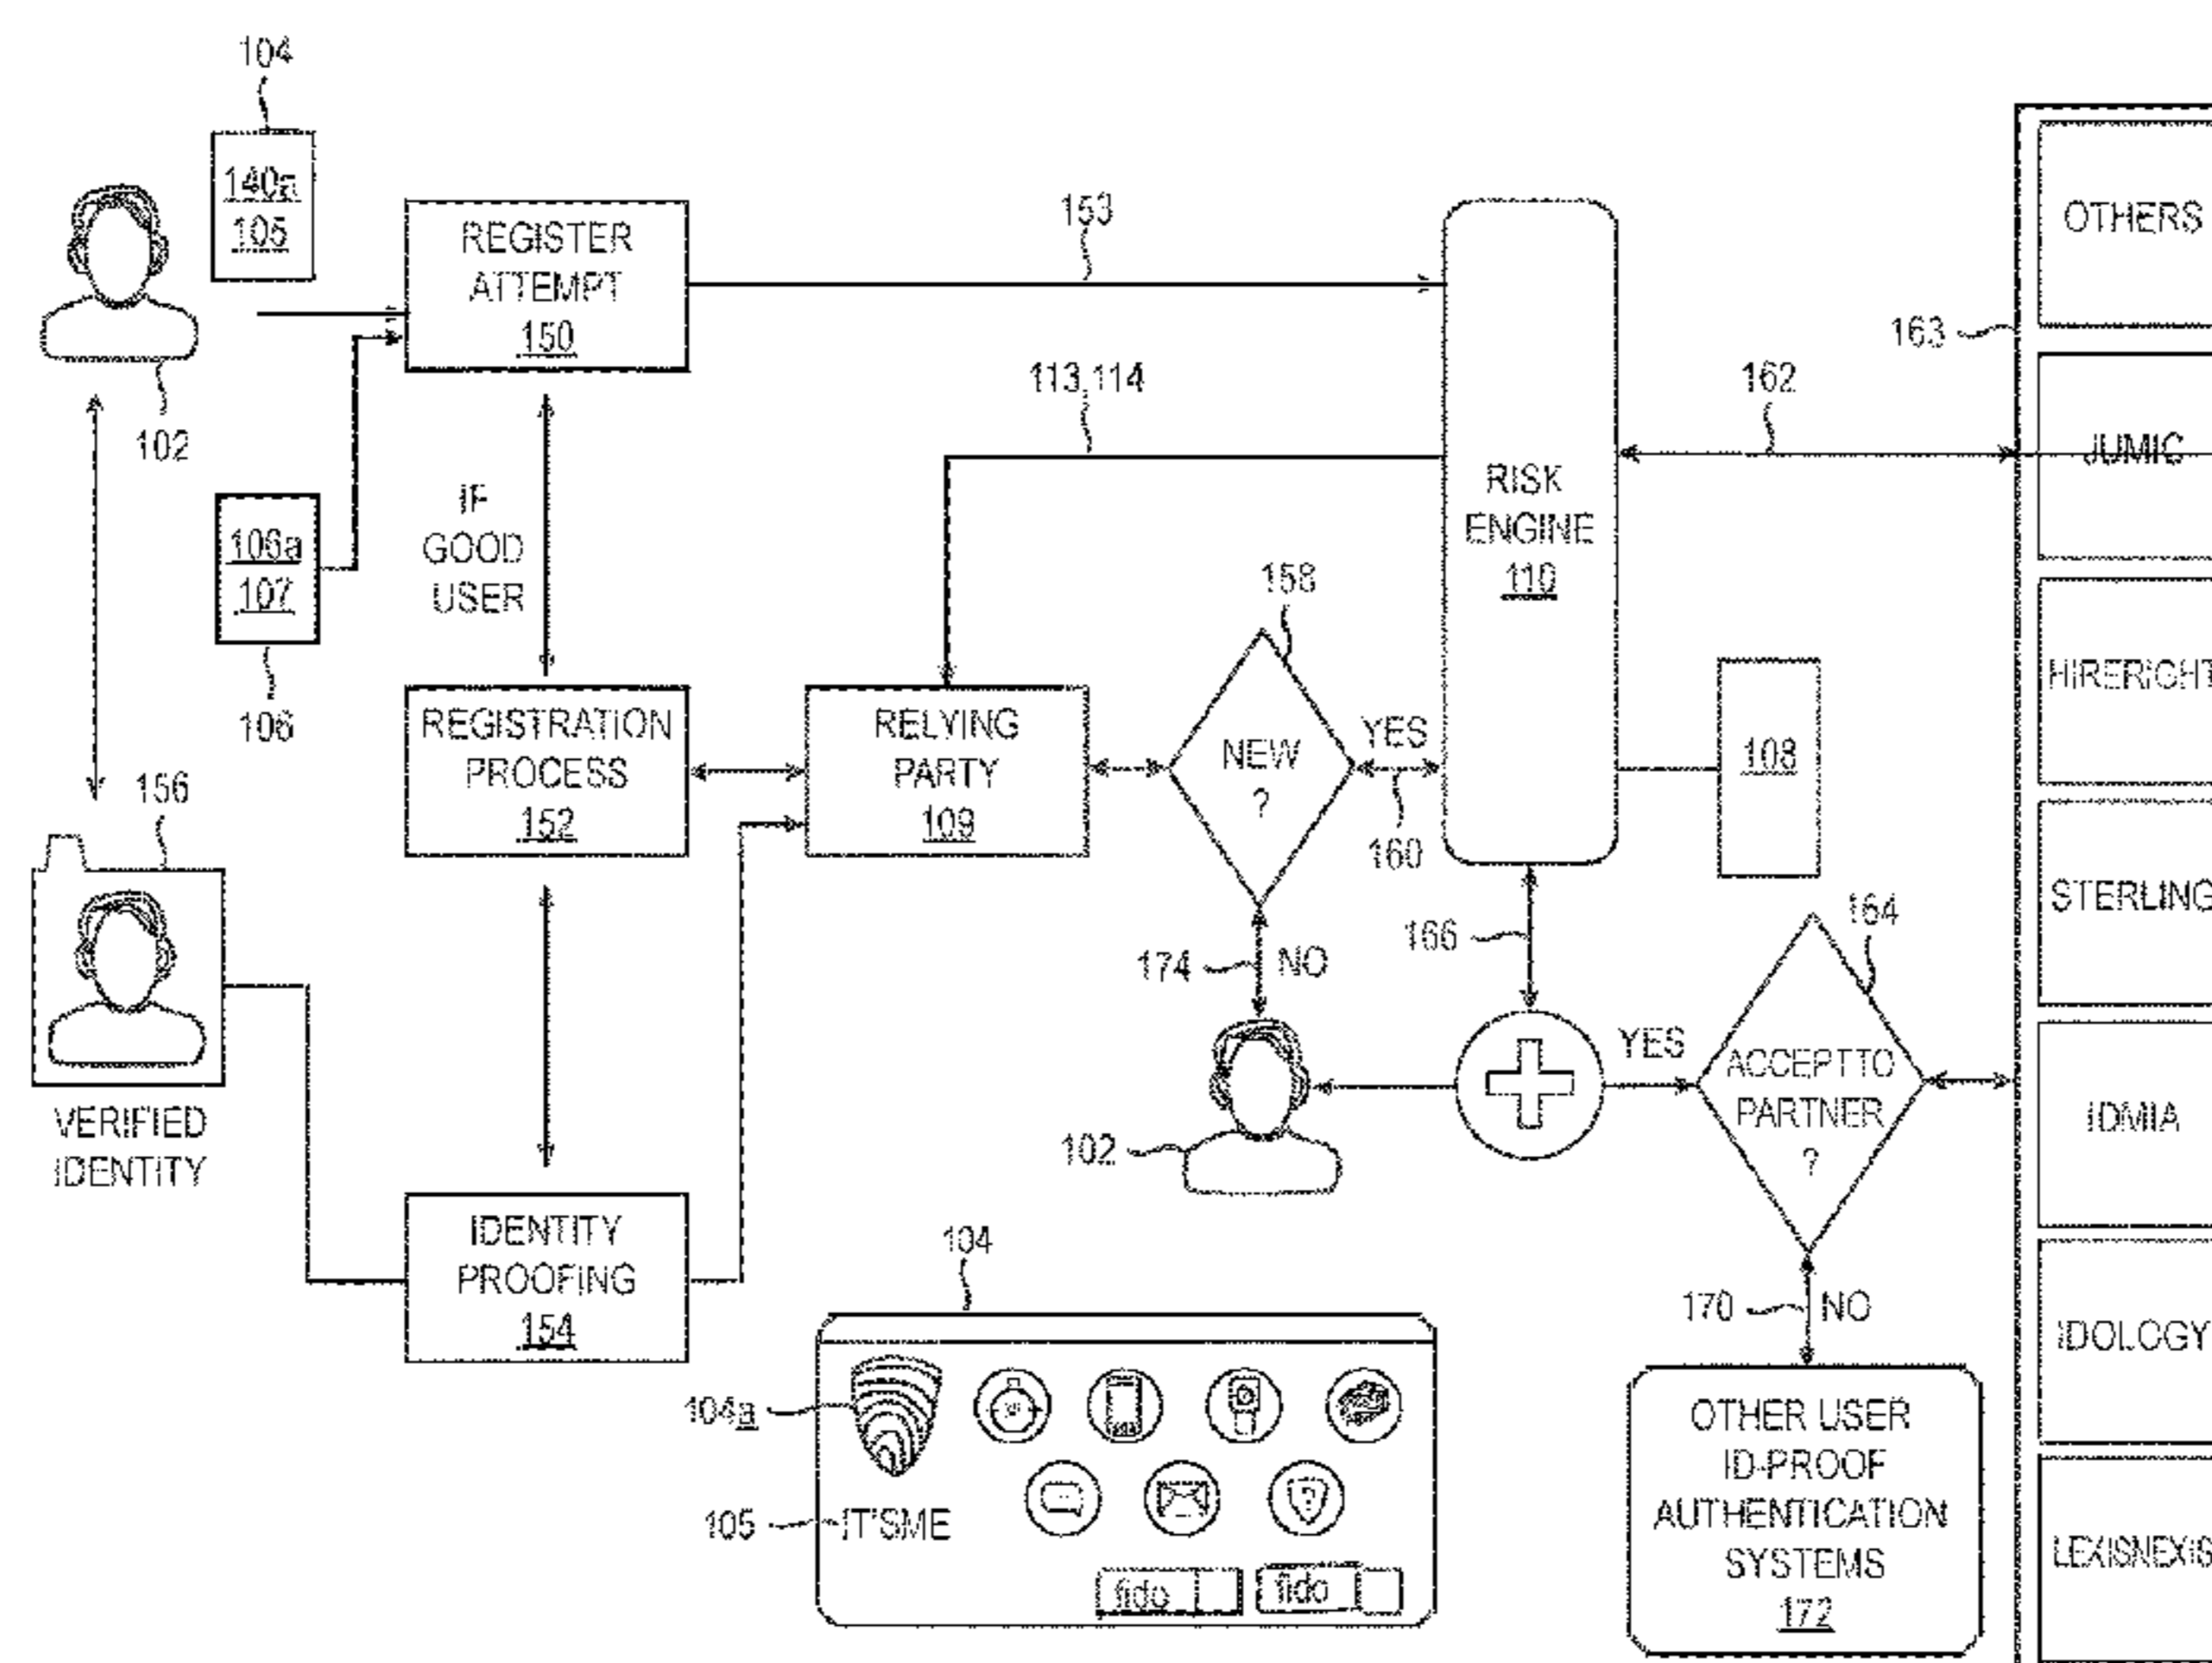 104
140a
105
102
REGISTER
ATTEMPT
150
153
113,114
106a
107
106
IF
GOOD
USER
RISK
ENGINE
110
162
163
OTHERS
JUMIC
HIRERIGHT
STERLING
IDMIA
IDOLOGY
LEXISNEXIS
156
VERIFIED
IDENTITY
REGISTRATION
PROCESS
152
RELYING
PARTY
109
158
NEW
?
YES
160
108
174
NO
102
166
YES
164
ACCEPTTO
PARTNER
?
170
NO
OTHER USER
ID-PROOF
AUTHENTICATION
SYSTEMS
172
IDENTITY
PROOFING
154
104
104a
105
IT'SME
fido
fido